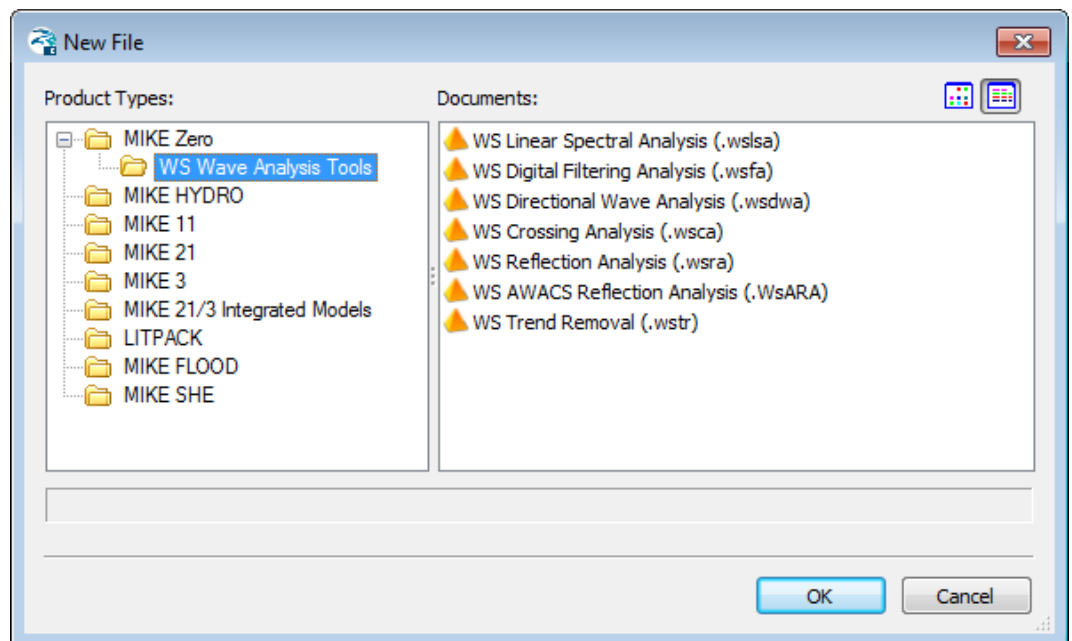 New File
Product Types:
Documents:
MIKE Zero
WS Wave Analysis Tools
MIKE HYDRO
MIKE 11
MIKE 21
MIKE 3
MIKE 21/3 Integrated Models
LITPACK
MIKE FLOOD
MIKE SHE
WS Linear Spectral Analysis (.wslsa)
WS Digital Filtering Analysis (.wsfa)
WS Directional Wave Analysis (.wsdwa)
WS Crossing Analysis (.wsca)
WS Reflection Analysis (.wsra)
WS AWACS Reflection Analysis (.WsARA)
WS Trend Removal (.wstr)
OK
Cancel